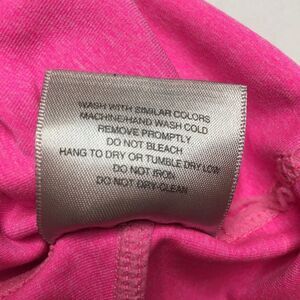 WASH WITH SIMILAR COLORS
MACHINE/HAND WASH COLD
REMOVE PROMPTLY
DO NOT BLEACH
HANG TO DRY OR TUMBLE DRY LOW
DO NOT IRON
DO NOT DRY-CLEAN